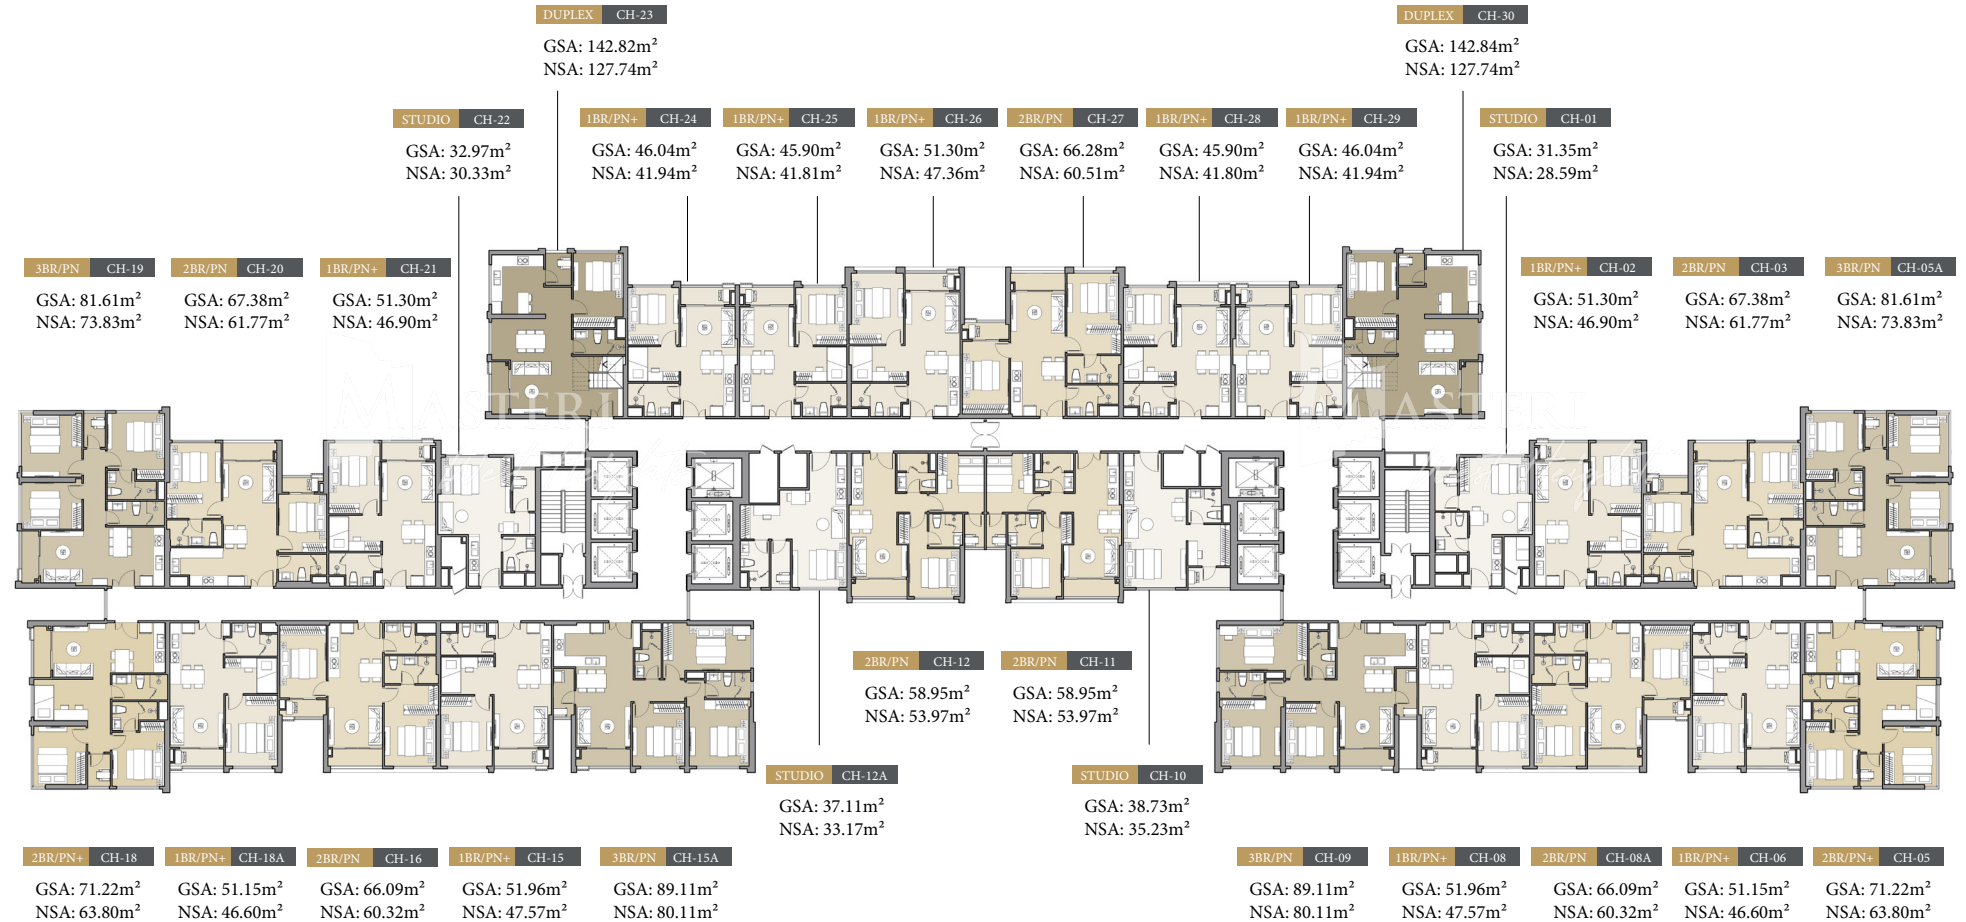 DUPLEX CH-23
GSA: 142.82m²
NSA: 127.74m²
DUPLEX CH-30
GSA: 142.84m²
NSA: 127.74m²
STUDIO CH-22
GSA: 32.97m²
NSA: 30.33m²
1BR/PN+ CH-24
GSA: 46.04m²
NSA: 41.94m²
1BR/PN+ CH-25
GSA: 45.90m²
NSA: 41.81m²
1BR/PN+ CH-26
GSA: 51.30m²
NSA: 47.36m²
2BR/PN CH-27
GSA: 66.28m²
NSA: 60.51m²
1BR/PN+ CH-28
GSA: 45.90m²
NSA: 41.80m²
1BR/PN+ CH-29
GSA: 46.04m²
NSA: 41.94m²
STUDIO CH-01
GSA: 31.35m²
NSA: 28.59m²
3BR/PN CH-19
GSA: 81.61m²
NSA: 73.83m²
2BR/PN CH-20
GSA: 67.38m²
NSA: 61.77m²
1BR/PN+ CH-21
GSA: 51.30m²
NSA: 46.90m²
1BR/PN+ CH-02
GSA: 51.30m²
NSA: 46.90m²
2BR/PN CH-03
GSA: 67.38m²
NSA: 61.77m²
3BR/PN CH-05A
GSA: 81.61m²
NSA: 73.83m²
MASTERI
MASTERI
2BR/PN CH-12
GSA: 58.95m²
NSA: 53.97m²
2BR/PN CH-11
GSA: 58.95m²
NSA: 53.97m²
STUDIO CH-12A
GSA: 37.11m²
NSA: 33.17m²
STUDIO CH-10
GSA: 38.73m²
NSA: 35.23m²
2BR/PN+ CH-18
GSA: 71.22m²
NSA: 63.80m²
1BR/PN+ CH-18A
GSA: 51.15m²
NSA: 46.60m²
2BR/PN CH-16
GSA: 66.09m²
NSA: 60.32m²
1BR/PN+ CH-15
GSA: 51.96m²
NSA: 47.57m²
3BR/PN CH-15A
GSA: 89.11m²
NSA: 80.11m²
3BR/PN CH-09
GSA: 89.11m²
NSA: 80.11m²
1BR/PN+ CH-08
GSA: 51.96m²
NSA: 47.57m²
2BR/PN CH-08A
GSA: 66.09m²
NSA: 60.32m²
1BR/PN+ CH-06
GSA: 51.15m²
NSA: 46.60m²
2BR/PN+ CH-05
GSA: 71.22m²
NSA: 63.80m²